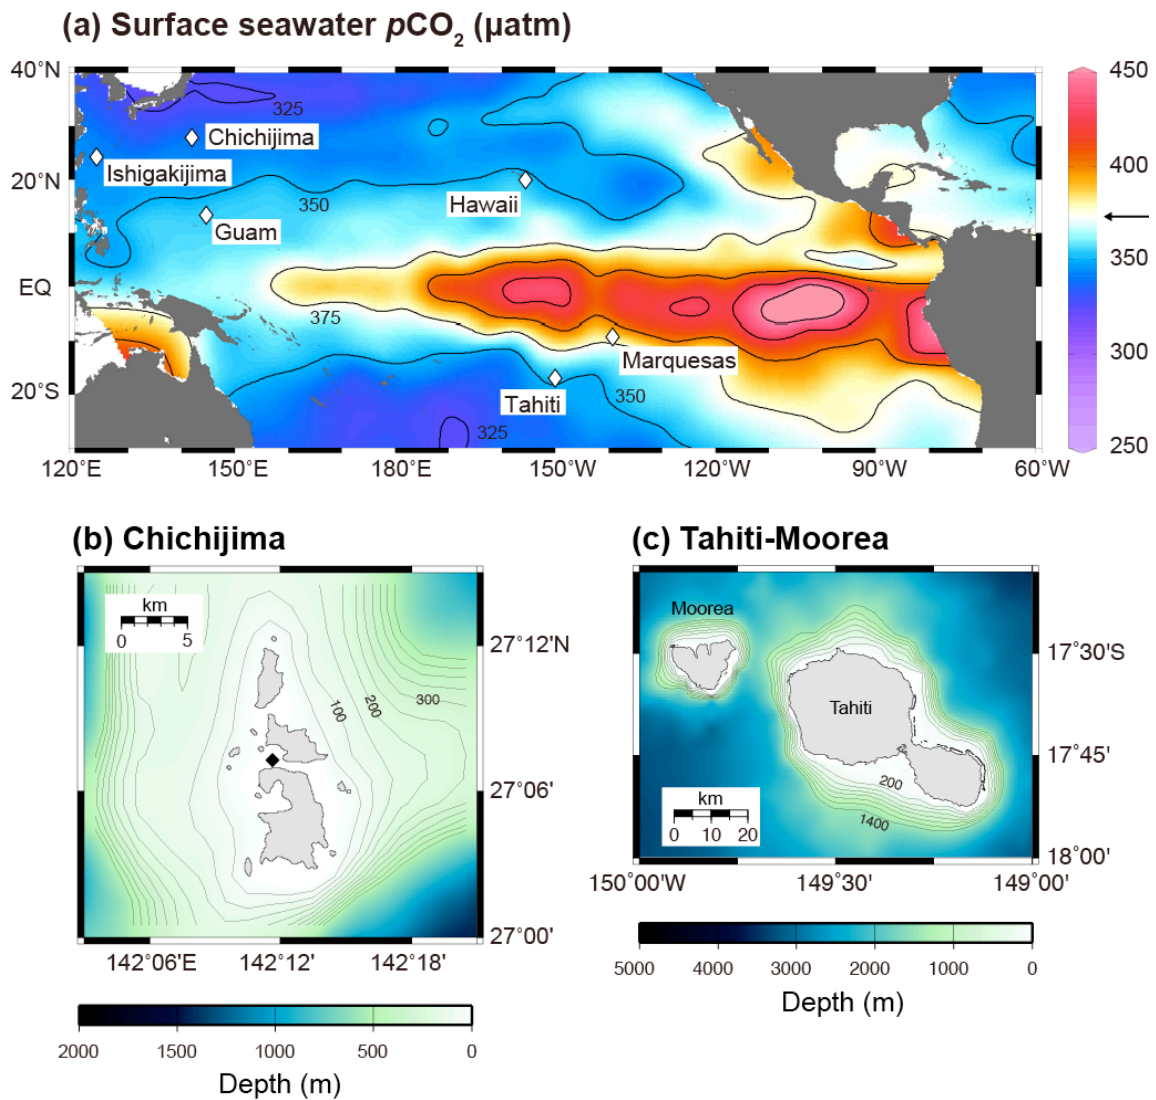 (a) Surface seawater pCO₂ (µatm)
40°N
20°N
EQ
20°S
120°E
150°E
180°E
150°W
120°W
90°W
60°W
325
Chichijima
Ishigakijima
350
Guam
Hawaii
375
Marquesas
Tahiti
350
325
450
400
350
300
250
(b) Chichijima
km
0 5
100
200
300
27°12'N
27°06'
27°00'
142°06'E 142°12' 142°18'
2000 1500 1000 500 0
Depth (m)
(c) Tahiti-Moorea
Moorea
Tahiti
200
1400
km
0 10 20
17°30'S
17°45'
18°00'
150°00'W 149°30' 149°00'
5000 4000 3000 2000 1000 0
Depth (m)